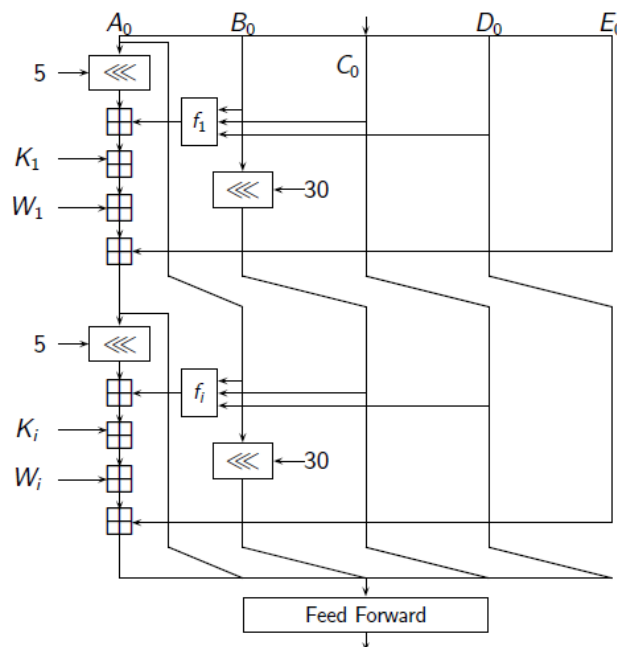 A₀ B₀ D₀ E₀
C₀
5 <<<
f₁
K₁
<<< 30
W₁
5 <<<
fᵢ
Kᵢ
<<< 30
Wᵢ
Feed Forward